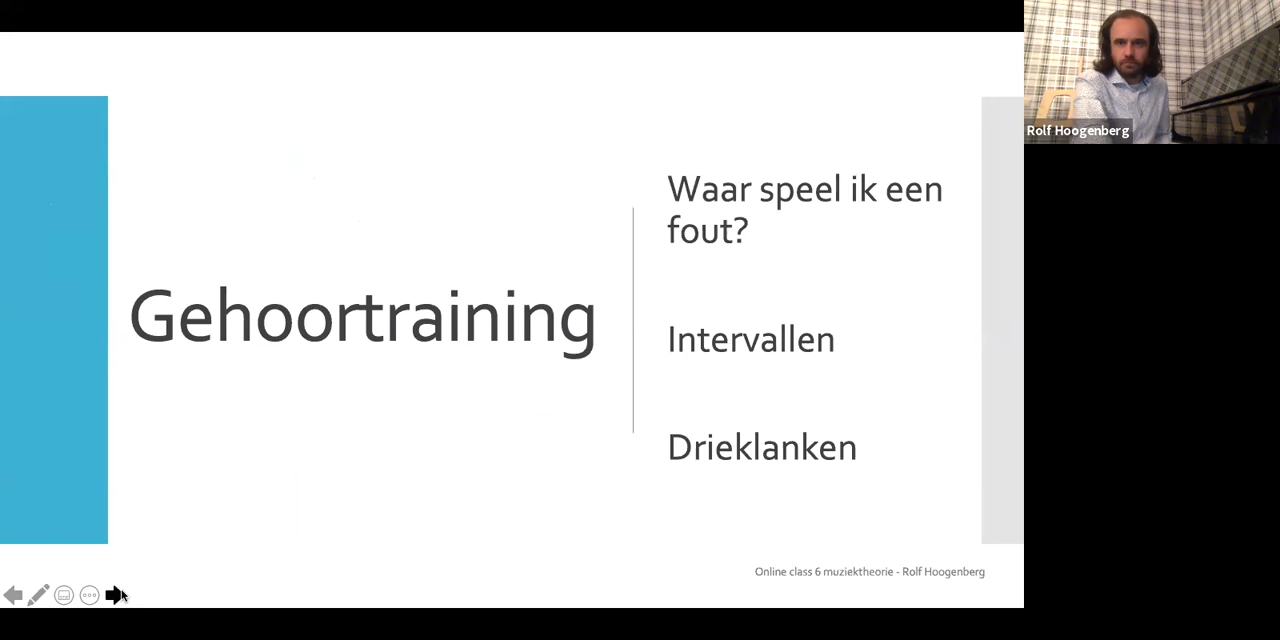 Gehoortraining
Waar speel ik een
fout?
Intervallen
Drieklanken
Online class 6 muziektheorie - Rolf Hoogenberg
Rolf Hoogenberg